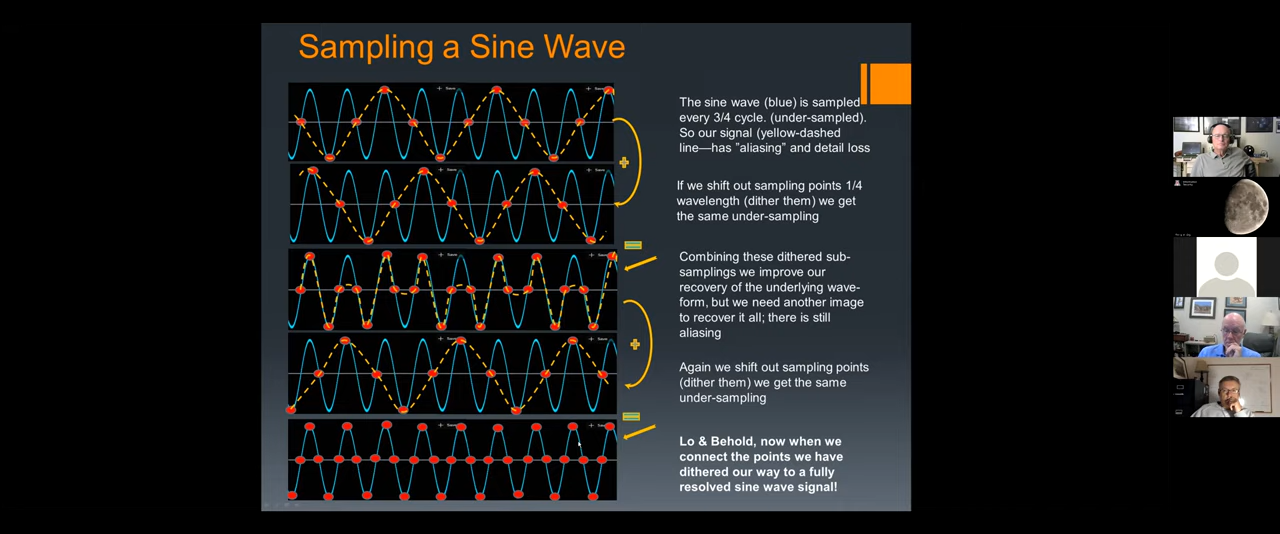 Sampling a Sine Wave
The sine wave (blue) is sampled
every 3/4 cycle. (under-sampled).
So our signal (yellow-dashed
line—has ”aliasing” and detail loss
If we shift out sampling points 1/4
wavelength (dither them) we get
the same under-sampling
Combining these dithered sub-
samplings we improve our
recovery of the underlying wave-
form, but we need another image
to recover it all; there is still
aliasing
Again we shift out sampling points
(dither them) we get the same
under-sampling
Lo & Behold, now when we
connect the points we have
dithered our way to a fully
resolved sine wave signal!